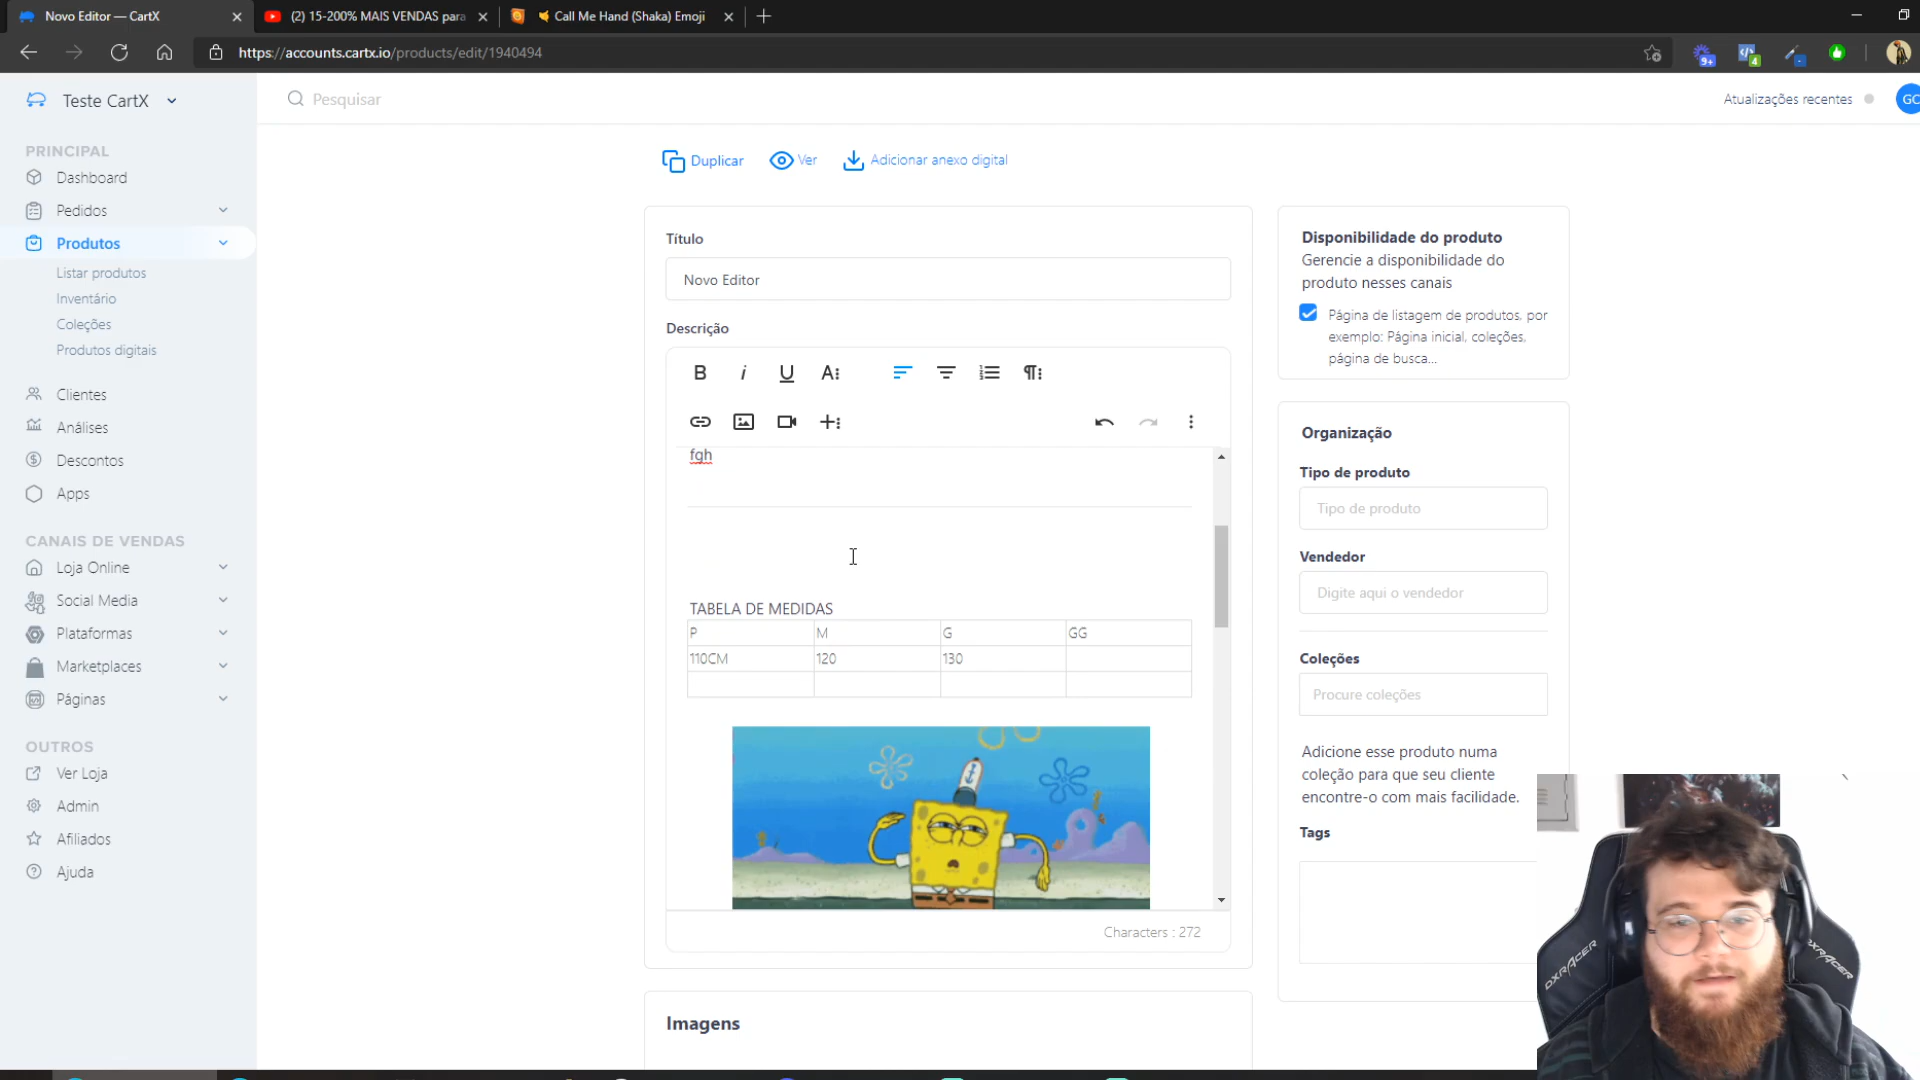 Novo Editor — CartX
(2) 15-200% MAIS VENDAS para
Call Me Hand (Shaka) Emoji
https://accounts.cartx.io/products/edit/1940494
9+
4
Teste CartX
Pesquisar
Atualizações recentes
GC
PRINCIPAL
Dashboard
Pedidos
Produtos
Listar produtos
Inventário
Coleções
Produtos digitais
Clientes
Análises
Descontos
Apps
CANAIS DE VENDAS
Loja Online
Social Media
Plataformas
Marketplaces
Páginas
OUTROS
Ver Loja
Admin
Afiliados
Ajuda
Duplicar
Ver
Adicionar anexo digital
Título
Novo Editor
Descrição
fgh
TABELA DE MEDIDAS
P M G GG
110CM 120 130
Characters : 272
Imagens
Disponibilidade do produto
Gerencie a disponibilidade do
produto nesses canais
Página de listagem de produtos, por
exemplo: Página inicial, coleções,
página de busca...
Organização
Tipo de produto
Tipo de produto
Vendedor
Digite aqui o vendedor
Coleções
Procure coleções
Adicione esse produto numa
coleção para que seu cliente
encontre-o com mais facilidade.
Tags
DXRACER
DXRACER